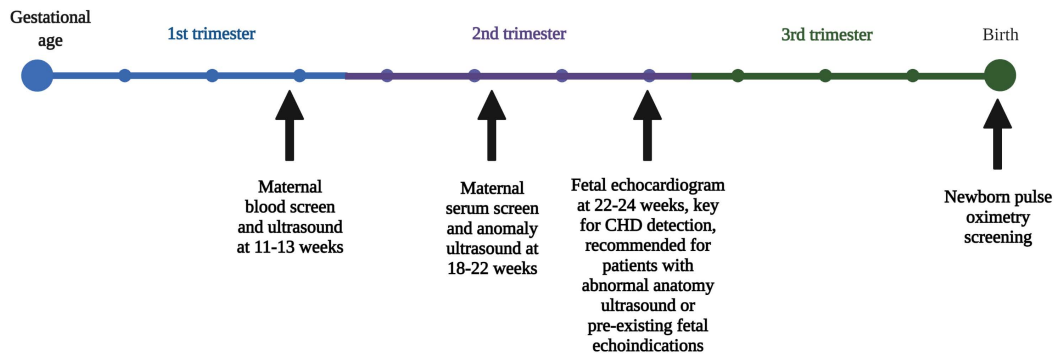 Gestational
age
1st trimester
2nd trimester
3rd trimester
Birth
Maternal
blood screen
and ultrasound
at 11-13 weeks
Maternal
serum screen
and anomaly
ultrasound at
18-22 weeks
Fetal echocardiogram
at 22-24 weeks, key
for CHD detection,
recommended for
patients with
abnormal anatomy
ultrasound or
pre-existing fetal
echoindications
Newborn pulse
oximetry
screening